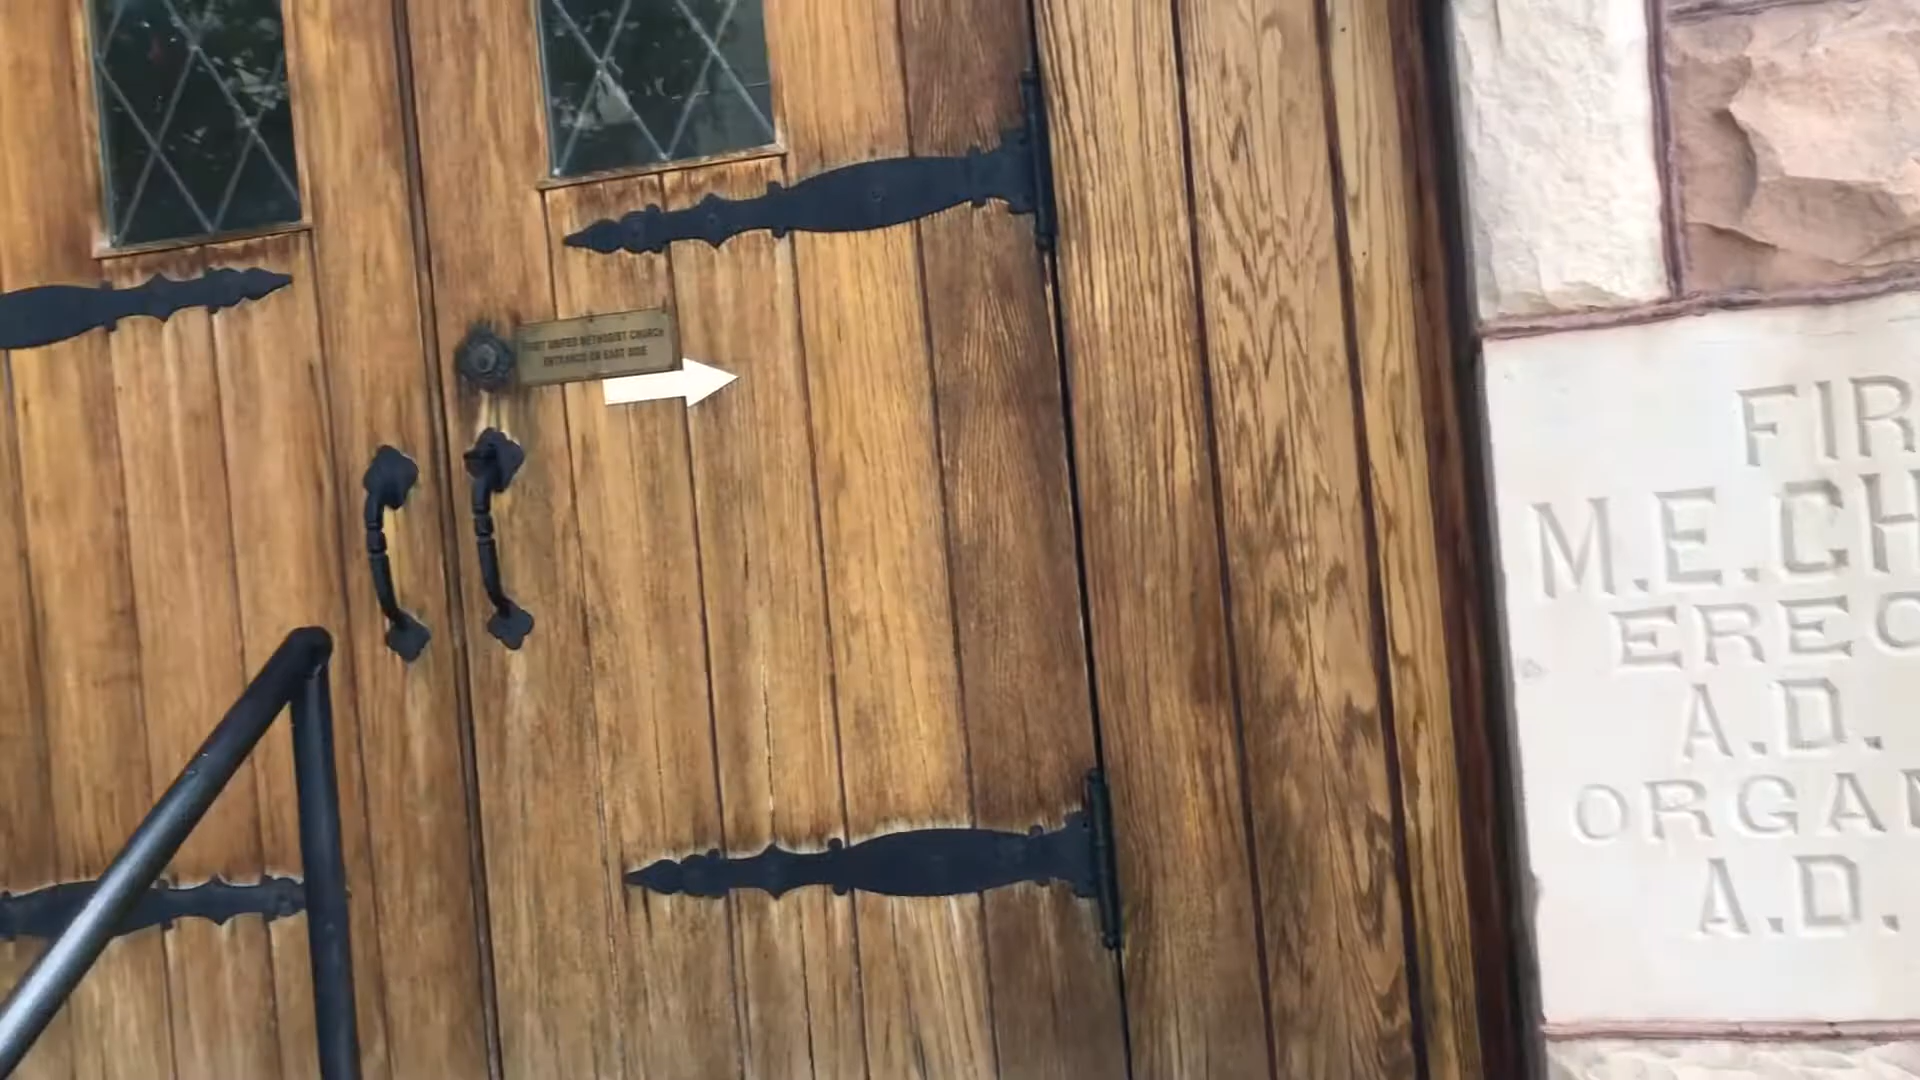 FIRST UNITED METHODIST CHURCH
ENTRANCE ON EAST SIDE
FIR
M.E.CH
EREC
A.D.
ORGAN
A.D.